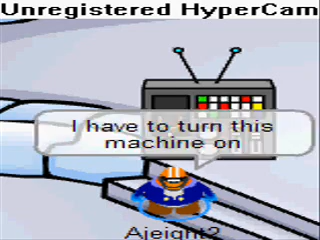 Unregistered HyperCam
I have to turn this
machine on
Ajeight2